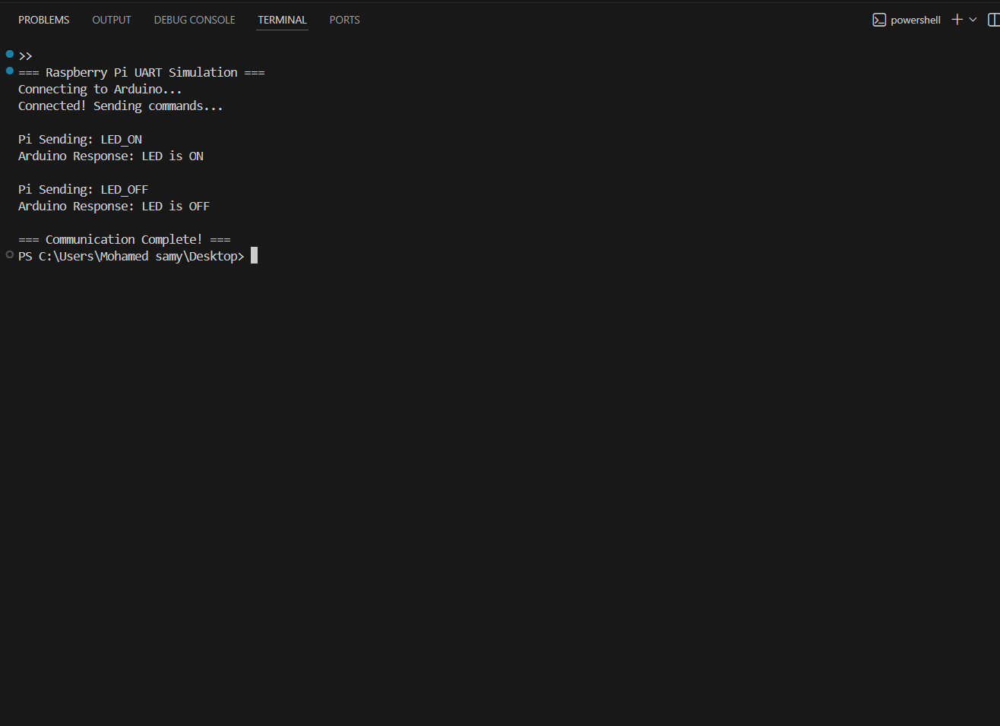 PROBLEMS OUTPUT DEBUG CONSOLE TERMINAL PORTS powershell
>>
=== Raspberry Pi UART Simulation ===
Connecting to Arduino...
Connected! Sending commands...
Pi Sending: LED_ON
Arduino Response: LED is ON
Pi Sending: LED_OFF
Arduino Response: LED is OFF
=== Communication Complete! ===
PS C:\Users\Mohamed samy\Desktop>